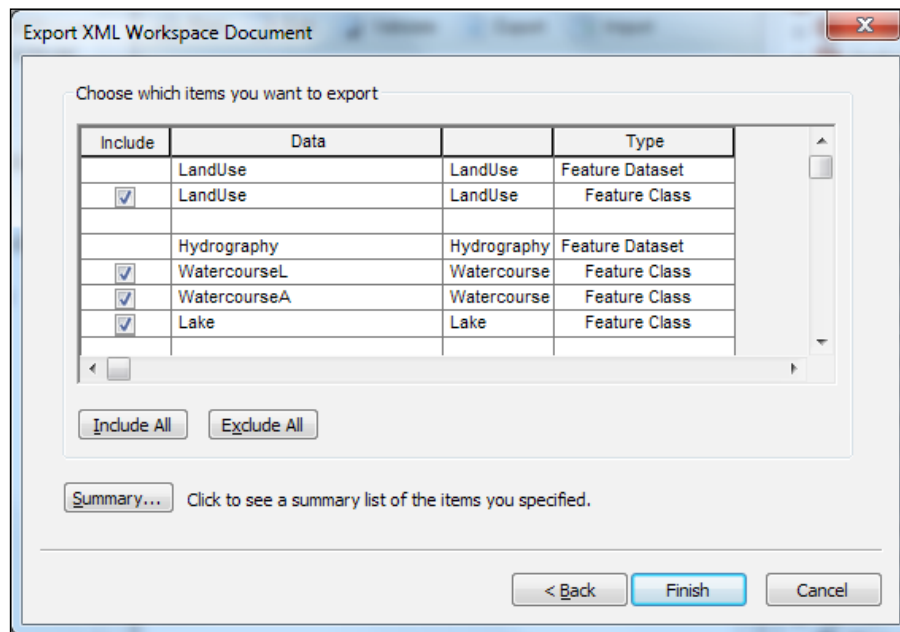 Export XML Workspace Document
Choose which items you want to export
Include Data Type
LandUse LandUse Feature Dataset
LandUse LandUse Feature Class
Hydrography Hydrography Feature Dataset
WatercourseL Watercourse Feature Class
WatercourseA Watercourse Feature Class
Lake Lake Feature Class
Include All Exclude All
Summary... Click to see a summary list of the items you specified.
< Back Finish Cancel